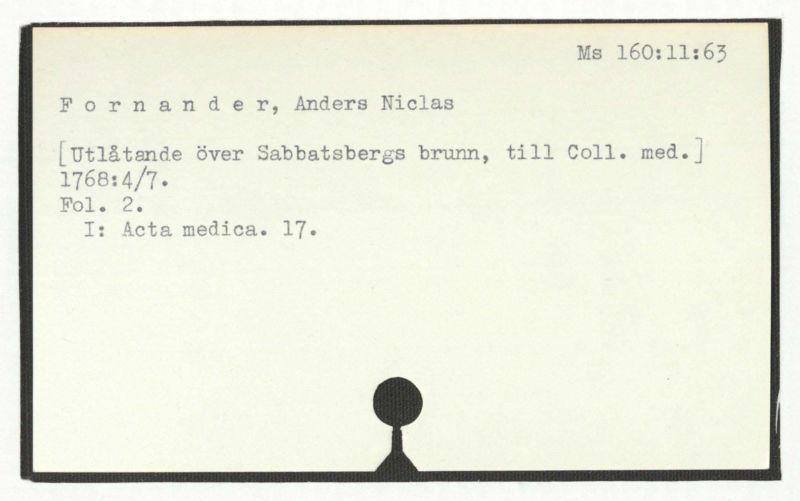 Ms 160:11:63
F o r n a n d e r, Anders Niclas
[Utlåtande över Sabbatsbergs brunn, till Coll. med.]
1768:4/7.
Fol. 2.
I: Acta medica. 17.